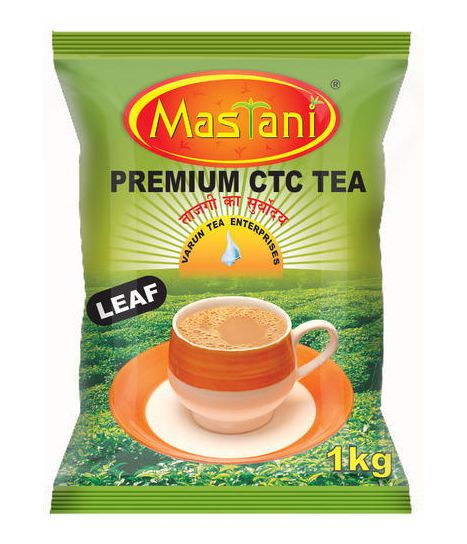 Mastani
®
PREMIUM CTC TEA
ताज़गी का सुर्योदय
VARUN TEA ENTERPRISES
LEAF
1kg